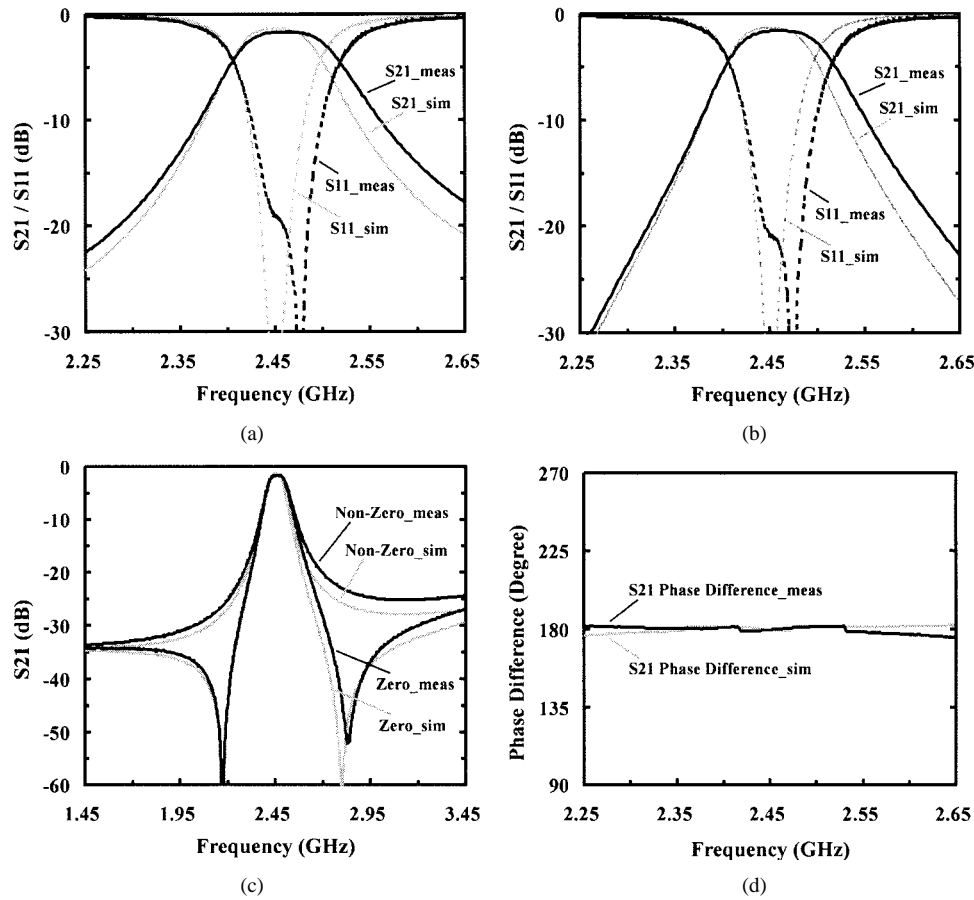 0
-10
-20
-30
S21 / S11 (dB)
S21_meas
S21_sim
S11_meas
S11_sim
2.25 2.35 2.45 2.55 2.65
Frequency (GHz)
(a)
0
-10
-20
-30
S21 / S11 (dB)
S21_meas
S21_sim
S11_meas
S11_sim
2.25 2.35 2.45 2.55 2.65
Frequency (GHz)
(b)
0
-10
-20
-30
-40
-50
-60
S21 (dB)
Non-Zero_meas
Non-Zero_sim
Zero_meas
Zero_sim
1.45 1.95 2.45 2.95 3.45
Frequency (GHz)
(c)
270
225
180
135
90
Phase Difference (Degree)
S21 Phase Difference_meas
S21 Phase Difference_sim
2.25 2.35 2.45 2.55 2.65
Frequency (GHz)
(d)